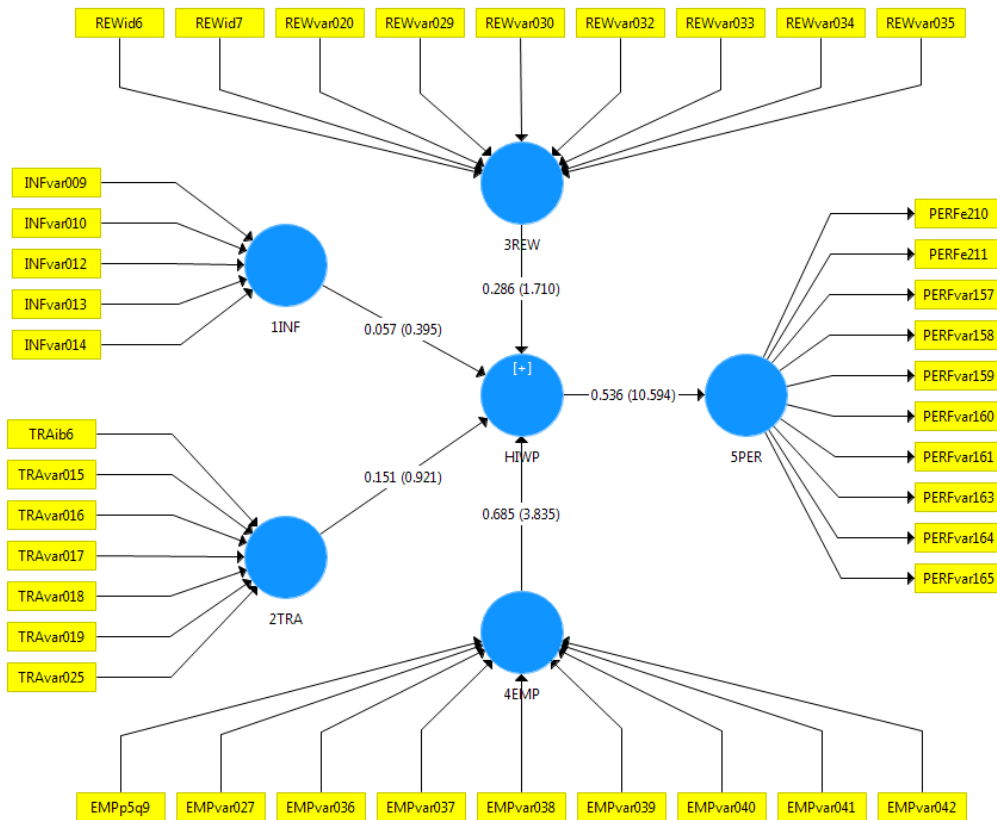 REWid6
REWid7
REWvar020
REWvar029
REWvar030
REWvar032
REWvar033
REWvar034
REWvar035
INFvar009
INFvar010
INFvar012
INFvar013
INFvar014
1INF
3REW
0.286 (1.710)
0.057 (0.395)
[+]
HIWP
0.536 (10.594)
5PER
PERFe210
PERFe211
PERFvar157
PERFvar158
PERFvar159
PERFvar160
PERFvar161
PERFvar163
PERFvar164
PERFvar165
TRAib6
TRAvar015
TRAvar016
TRAvar017
TRAvar018
TRAvar019
TRAvar025
0.151 (0.921)
2TRA
0.685 (3.835)
4EMP
EMPp5q9
EMPvar027
EMPvar036
EMPvar037
EMPvar038
EMPvar039
EMPvar040
EMPvar041
EMPvar042